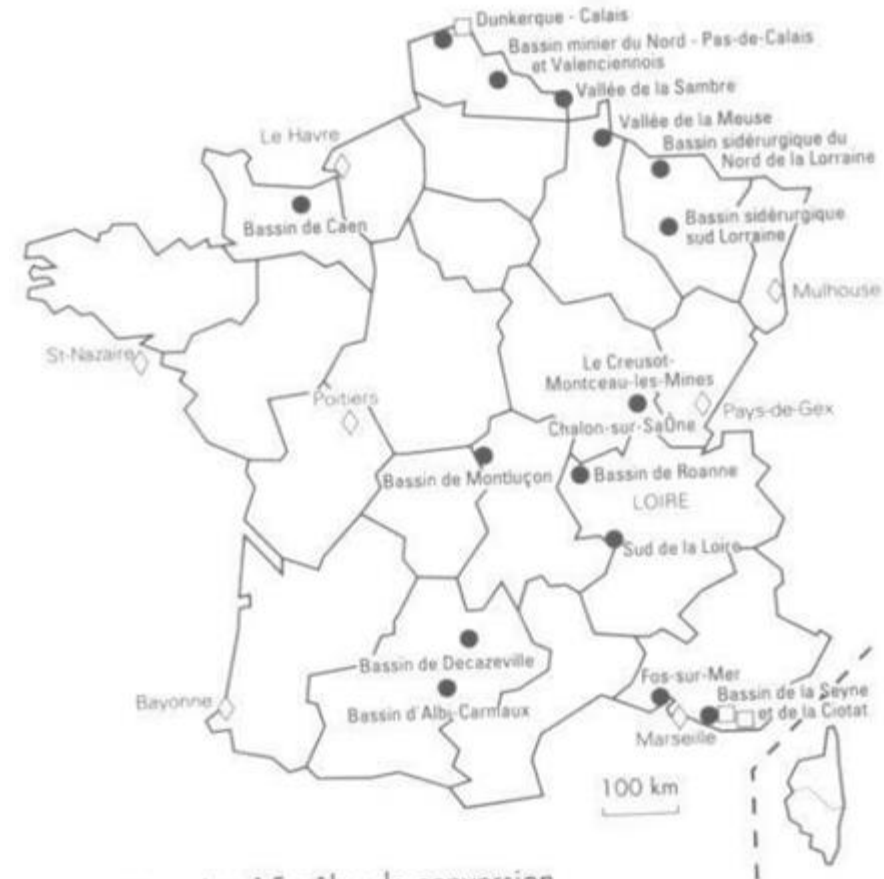 Dunkerque - Calais
Bassin minier du Nord - Pas-de-Calais
et Valenciennois
Vallée de la Sambre
Vallée de la Meuse
Le Havre
Bassin sidérurgique du
Nord de la Lorraine
Bassin de Caen
Bassin sidérurgique
sud Lorraine
Mulhouse
St-Nazaire
Le Creusot-
Montceau-les-Mines
Poitiers
Pays-de-Gex
Chalon-sur-SaÔne
Bassin de Montluçon
Bassin de Roanne
LOIRE
Sud de la Loire
Bassin de Decazeville
Fos-sur-Mer
Bassin de la Seyne
et de la Ciotat
Bayonne
Bassin d'Albi-Carmaux
Marseille
100 km